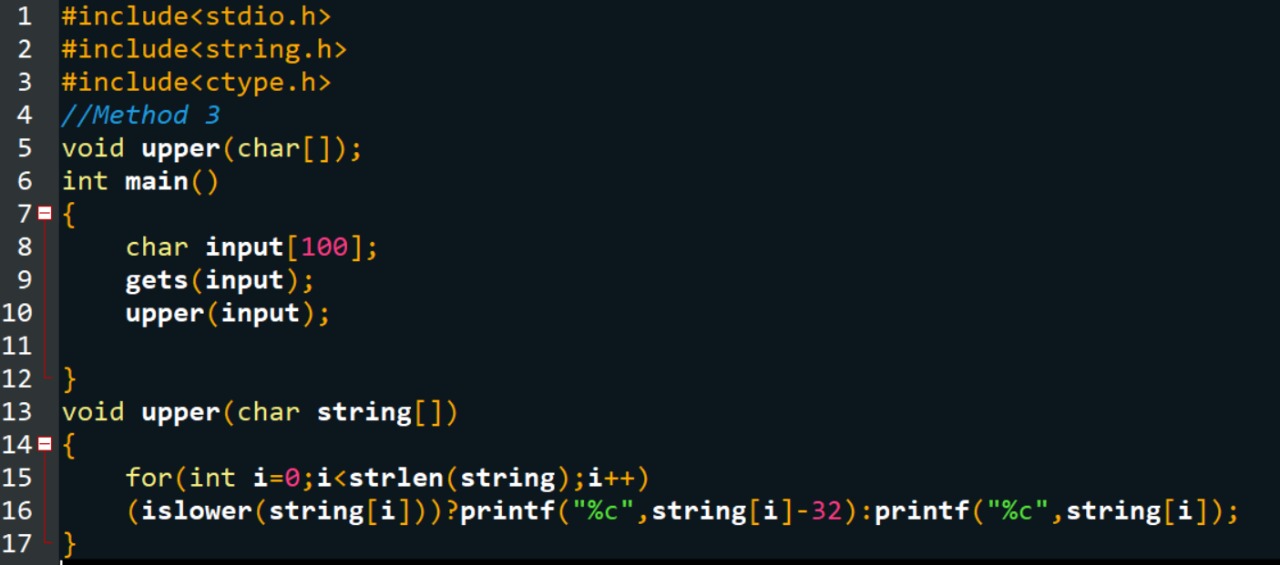 1 #include<stdio.h>
2 #include<string.h>
3 #include<ctype.h>
4 //Method 3
5 void upper(char[]);
6 int main()
7 {
8     char input[100];
9     gets(input);
10     upper(input);
11
12 }
13 void upper(char string[])
14 {
15     for(int i=0;i<strlen(string);i++)
16     (islower(string[i]))?printf("%c",string[i]-32):printf("%c",string[i]);
17 }